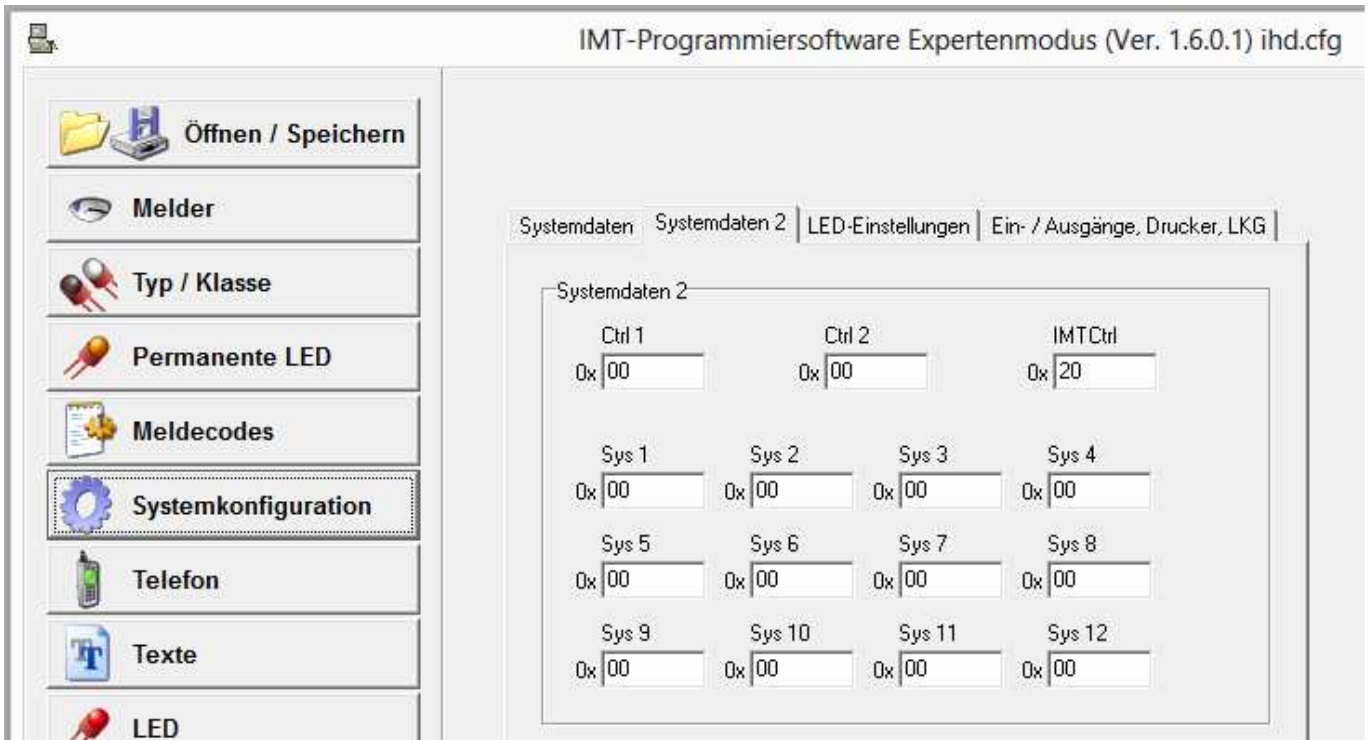 IMT-Programmiersoftware Expertenmodus (Ver. 1.6.0.1) ihd.cfg
Öffnen / Speichern
Melder
Typ / Klasse
Permanente LED
Meldecodes
Systemkonfiguration
Telefon
Texte
LED
Systemdaten Systemdaten 2 LED-Einstellungen Ein- / Ausgänge, Drucker, LKG
Systemdaten 2
Ctrl 1 Ctrl 2 IMTCtrl
0x 00 0x 00 0x 20
Sys 1 Sys 2 Sys 3 Sys 4
0x 00 0x 00 0x 00 0x 00
Sys 5 Sys 6 Sys 7 Sys 8
0x 00 0x 00 0x 00 0x 00
Sys 9 Sys 10 Sys 11 Sys 12
0x 00 0x 00 0x 00 0x 00